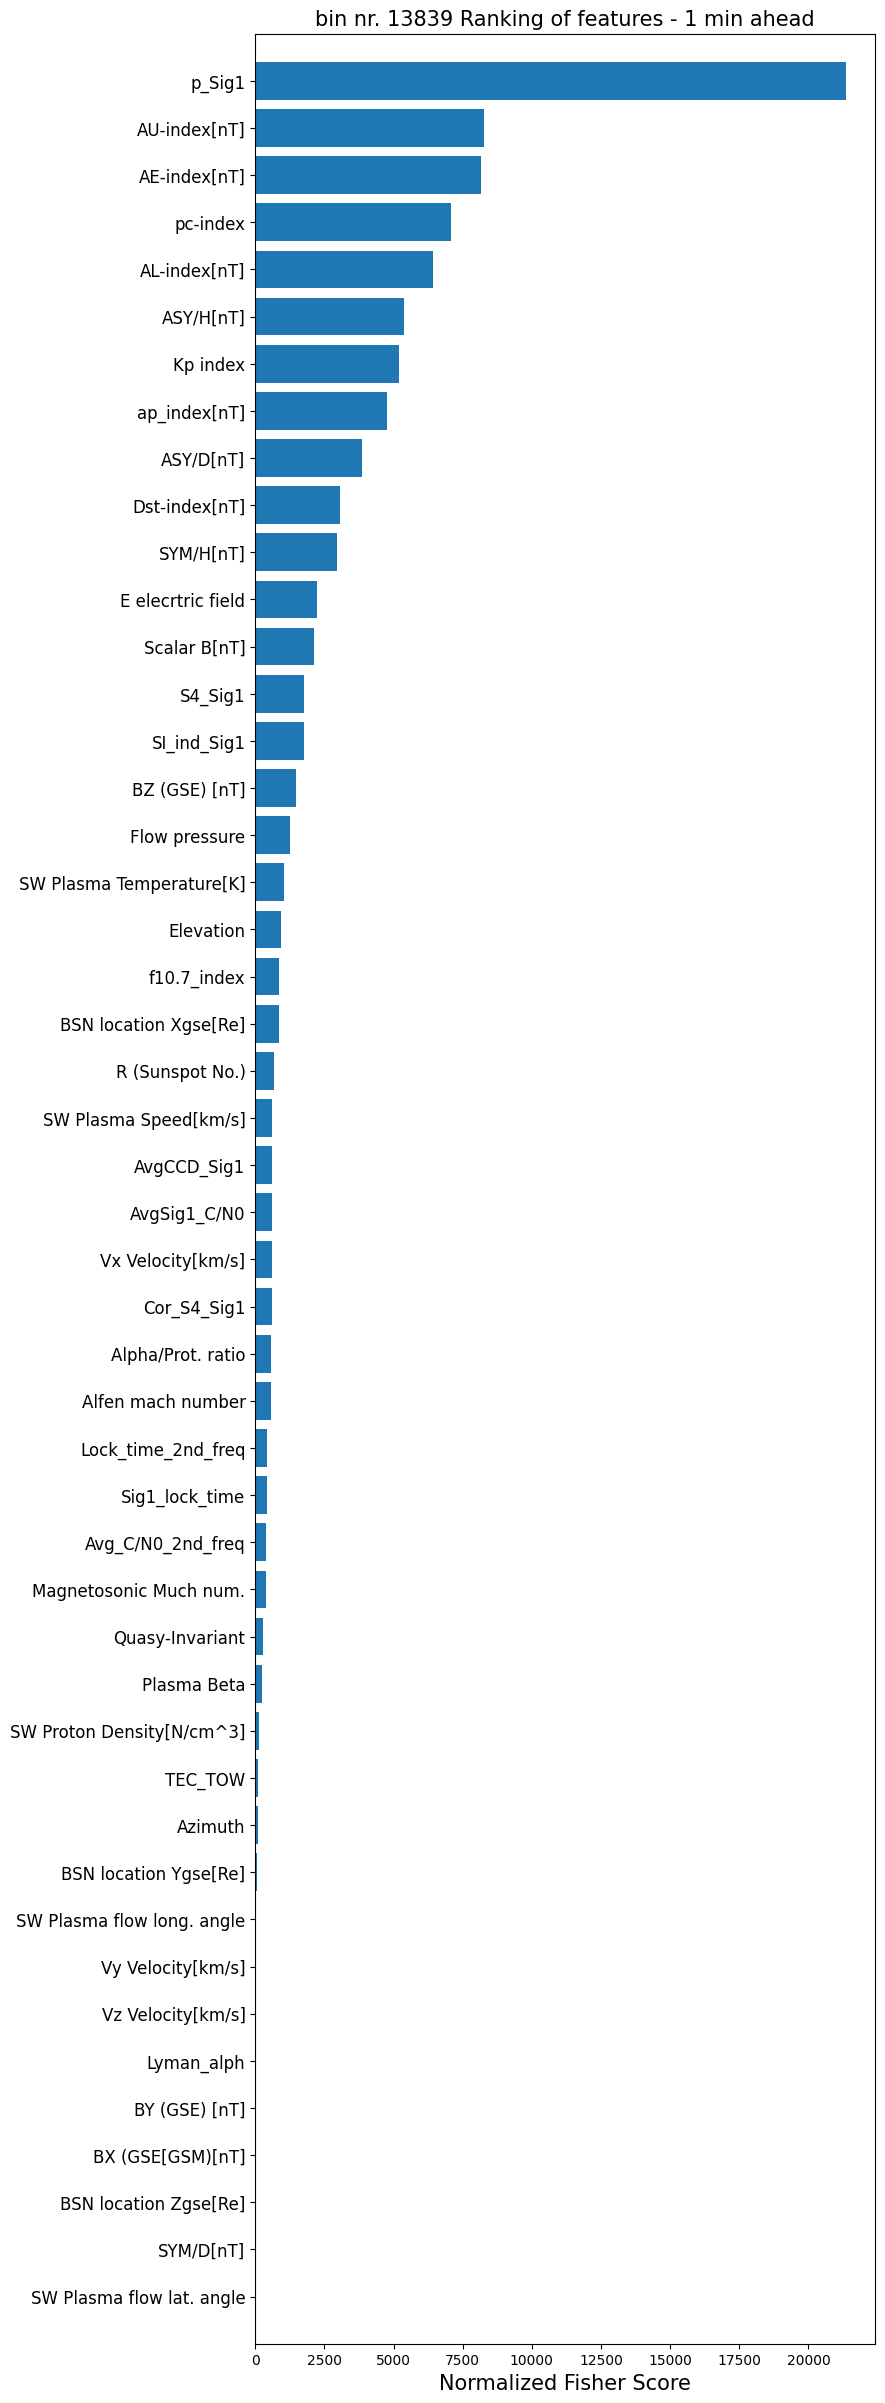 bin nr. 13839 Ranking of features - 1 min ahead
p_Sig1
AU-index[nT]
AE-index[nT]
pc-index
AL-index[nT]
ASY/H[nT]
Kp index
ap_index[nT]
ASY/D[nT]
Dst-index[nT]
SYM/H[nT]
E elecrtric field
Scalar B[nT]
S4_Sig1
SI_ind_Sig1
BZ (GSE) [nT]
Flow pressure
SW Plasma Temperature[K]
Elevation
f10.7_index
BSN location Xgse[Re]
R (Sunspot No.)
SW Plasma Speed[km/s]
AvgCCD_Sig1
AvgSig1_C/N0
Vx Velocity[km/s]
Cor_S4_Sig1
Alpha/Prot. ratio
Alfen mach number
Lock_time_2nd_freq
Sig1_lock_time
Avg_C/N0_2nd_freq
Magnetosonic Much num.
Quasy-Invariant
Plasma Beta
SW Proton Density[N/cm^3]
TEC_TOW
Azimuth
BSN location Ygse[Re]
SW Plasma flow long. angle
Vy Velocity[km/s]
Vz Velocity[km/s]
Lyman_alph
BY (GSE) [nT]
BX (GSE[GSM)[nT]
BSN location Zgse[Re]
SYM/D[nT]
SW Plasma flow lat. angle
0 2500 5000 7500 10000 12500 15000 17500 20000
Normalized Fisher Score